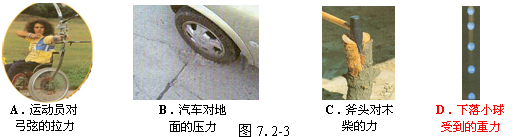 A.运动员对
弓弦的拉力
B.汽车对地
面的压力
C.斧头对木
柴的力
D.下落小球
受到的重力
图 7.2-3